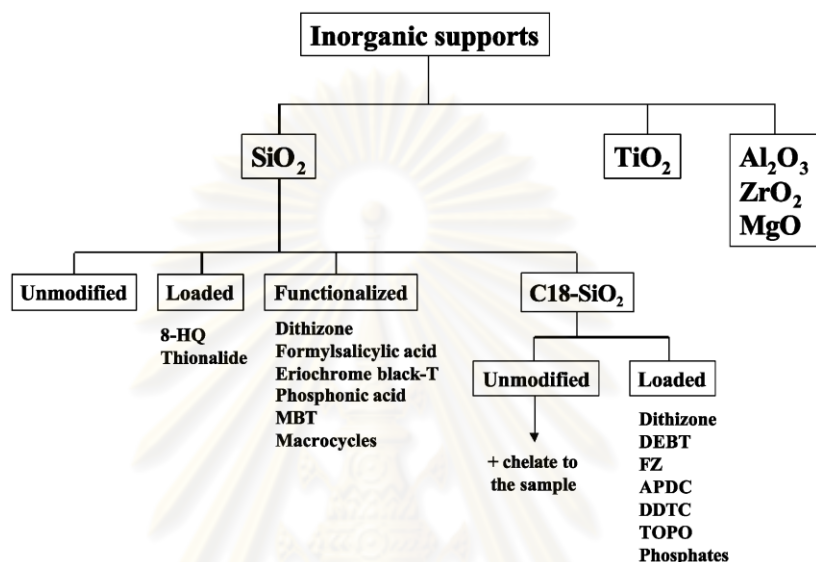 Inorganic supports
SiO₂
TiO₂
Al₂O₃
ZrO₂
MgO
Unmodified
Loaded
8-HQ
Thionalide
Functionalized
Dithizone
Formylsalicylic acid
Eriochrome black-T
Phosphonic acid
MBT
Macrocycles
C18-SiO₂
Unmodified
+ chelate to
the sample
Loaded
Dithizone
DEBT
FZ
APDC
DDTC
TOPO
Phosphates